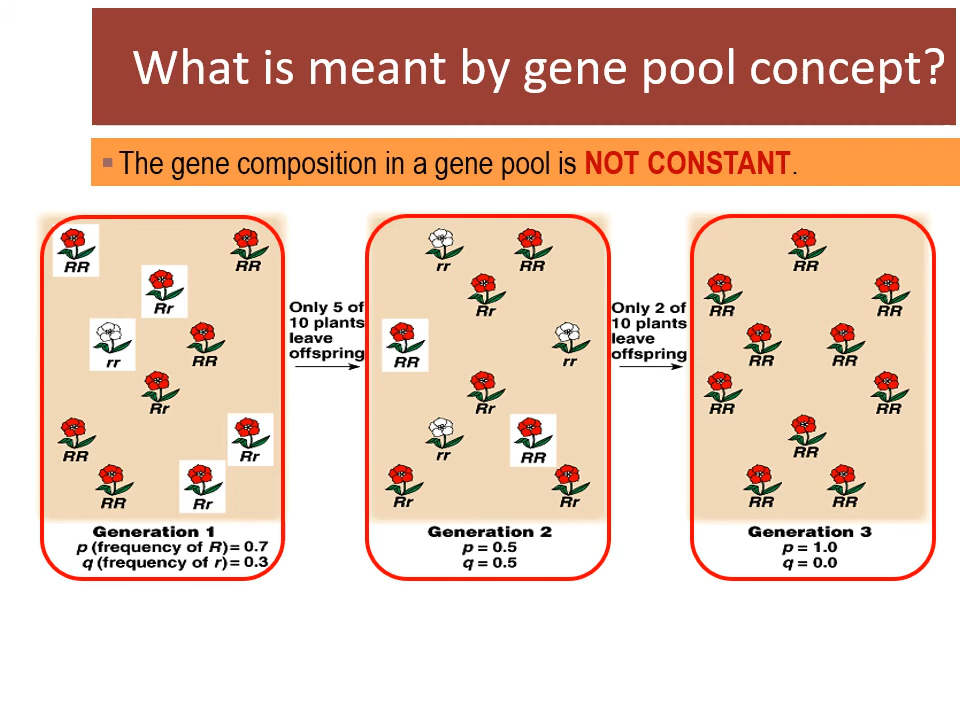 What is meant by gene pool concept?
▪ The gene composition in a gene pool is NOT CONSTANT.
RR
RR
Rr
rr
RR
Rr
RR
Rr
RR
Rr
Generation 1
p (frequency of R) = 0.7
q (frequency of r) = 0.3
Only 5 of
10 plants
leave
offspring
rr
RR
Rr
RR
rr
Rr
rr
RR
Rr
Rr
Generation 2
p = 0.5
q = 0.5
Only 2 of
10 plants
leave
offspring
RR
RR
RR
RR
RR
RR
RR
RR
RR
RR
Generation 3
p = 1.0
q = 0.0